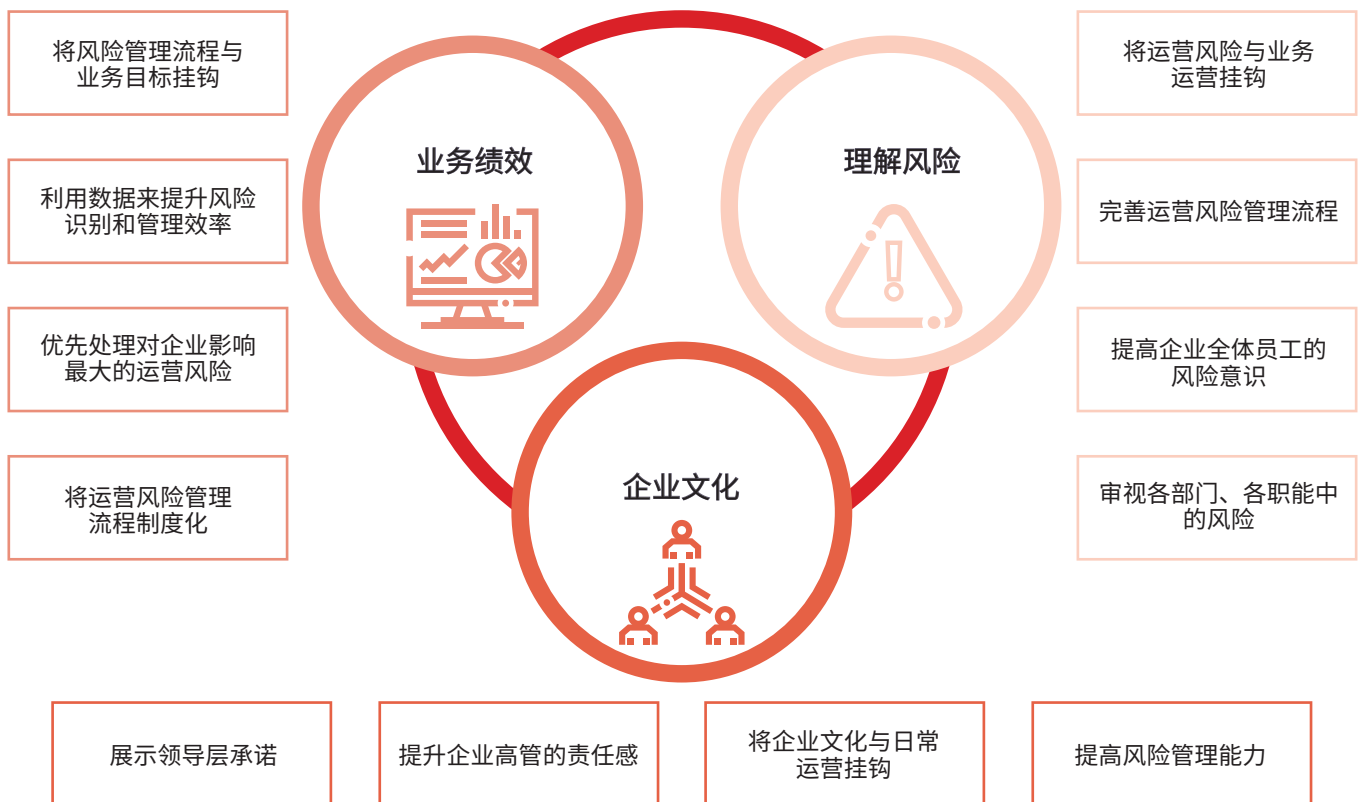 将风险管理流程与
业务目标挂钩
利用数据来提升风险
识别和管理效率
优先处理对企业影响
最大的运营风险
将运营风险管理
流程制度化
业务绩效
理解风险
企业文化
将运营风险与业务
运营挂钩
完善运营风险管理流程
提高企业全体员工的
风险意识
审视各部门、各职能中
的风险
展示领导层承诺
提升企业高管的责任感
将企业文化与日常
运营挂钩
提高风险管理能力